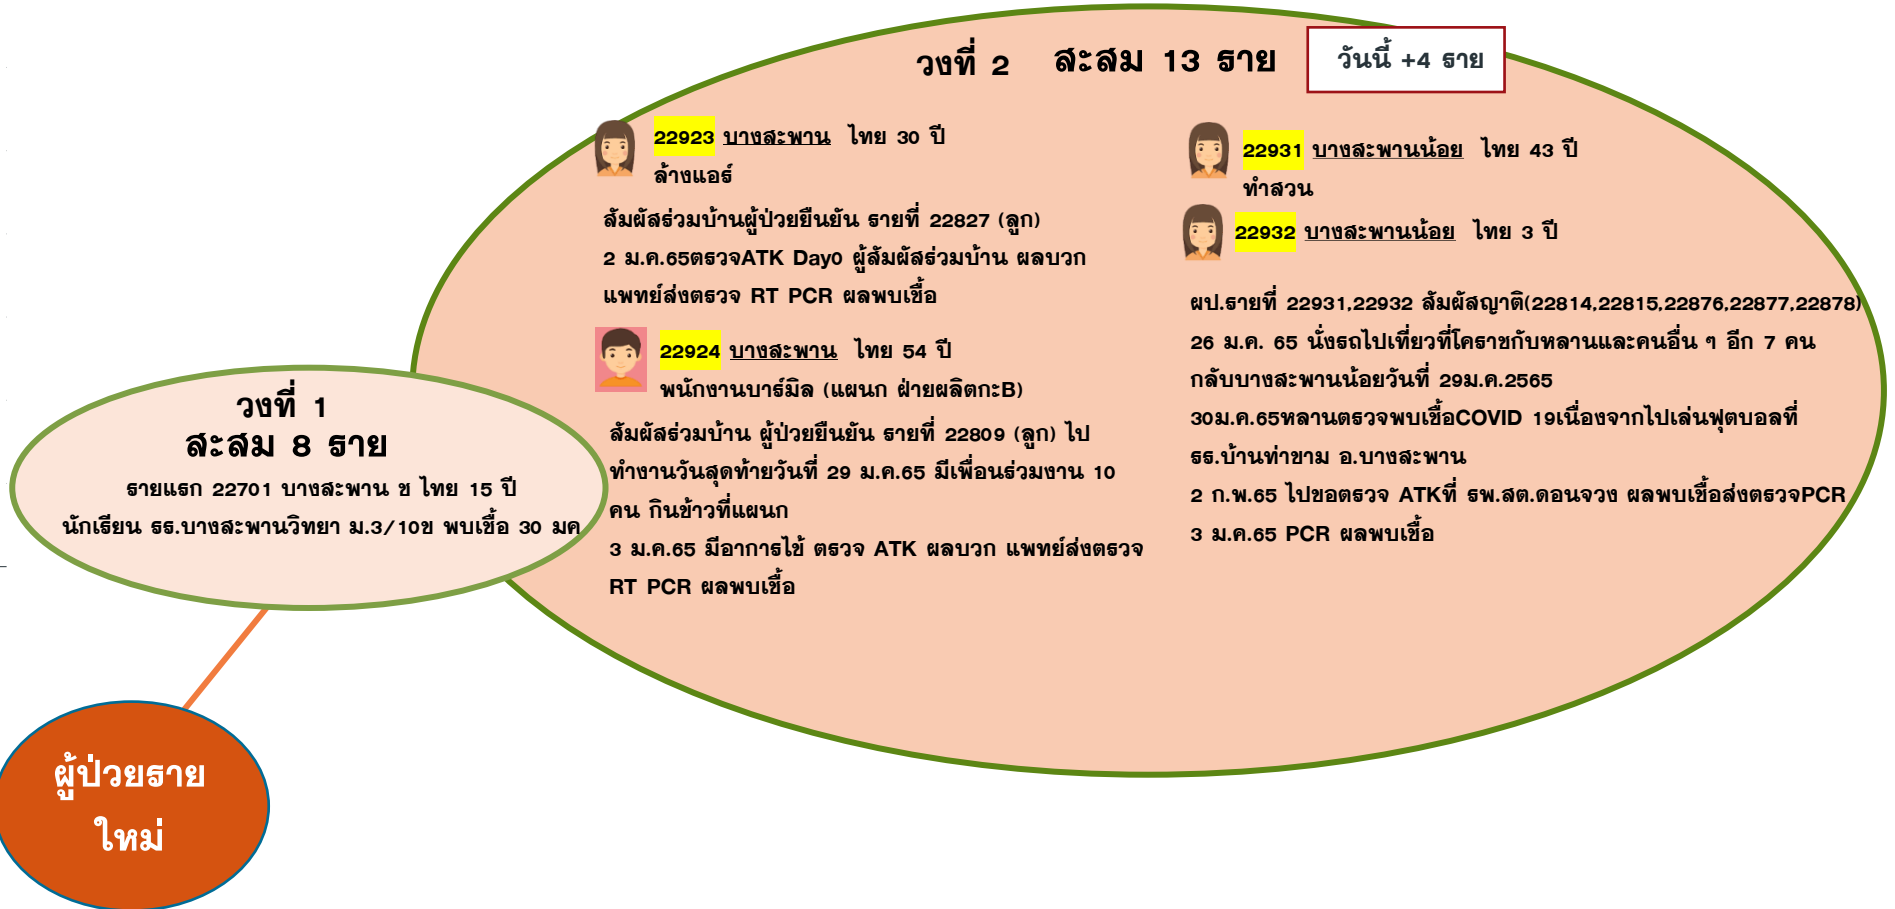 วงที่ 2 สะสม 13 ราย
วันนี้ +4 ราย
22923 บางสะพาน ไทย 30 ปี
ล้างแอร์
สัมผัสร่วมบ้านผู้ป่วยยืนยัน รายที่ 22827 (ลูก)
2 ม.ค.65ตรวจATK Day0 ผู้สัมผัสร่วมบ้าน ผลบวก
แพทย์ส่งตรวจ RT PCR ผลพบเชื้อ
22924 บางสะพาน ไทย 54 ปี
พนักงานบาร์มิล (แผนก ฝ่ายผลิตกะB)
สัมผัสร่วมบ้าน ผู้ป่วยยืนยัน รายที่ 22809 (ลูก) ไป
ทำงานวันสุดท้ายวันที่ 29 ม.ค.65 มีเพื่อนร่วมงาน 10
คน กินข้าวที่แผนก
3 ม.ค.65 มีอาการไข้ ตรวจ ATK ผลบวก แพทย์ส่งตรวจ
RT PCR ผลพบเชื้อ
22931 บางสะพานน้อย ไทย 43 ปี
ทำสวน
22932 บางสะพานน้อย ไทย 3 ปี
ผป.รายที่ 22931,22932 สัมผัสญาติ(22814,22815,22876,22877,22878)
26 ม.ค. 65 นั่งรถไปเที่ยวที่โคราชกับหลานและคนอื่น ๆ อีก 7 คน
กลับบางสะพานน้อยวันที่ 29ม.ค.2565
30ม.ค.65หลานตรวจพบเชื้อCOVID 19เนื่องจากไปเล่นฟุตบอลที่
รร.บ้านท่าขาม อ.บางสะพาน
2 ก.พ.65 ไปขอตรวจ ATKที่ รพ.สต.ดอนจวง ผลพบเชื้อส่งตรวจPCR
3 ม.ค.65 PCR ผลพบเชื้อ
วงที่ 1
สะสม 8 ราย
รายแรก 22701 บางสะพาน ช ไทย 15 ปี
นักเรียน รร.บางสะพานวิทยา ม.3/10ข พบเชื้อ 30 มค
ผู้ป่วยราย
ใหม่